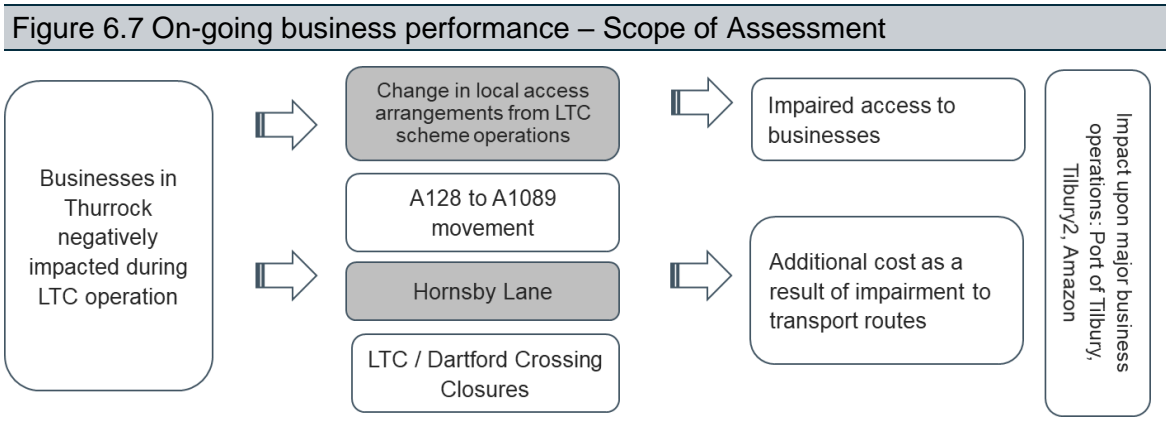 Figure 6.7 On-going business performance – Scope of Assessment
Businesses in
Thurrock
negatively
impacted during
LTC operation
Change in local access
arrangements from LTC
scheme operations
A128 to A1089
movement
Hornsby Lane
LTC / Dartford Crossing
Closures
Impaired access to
businesses
Additional cost as a
result of impairment to
transport routes
Impact upon major business
operations: Port of Tilbury,
Tilbury2, Amazon